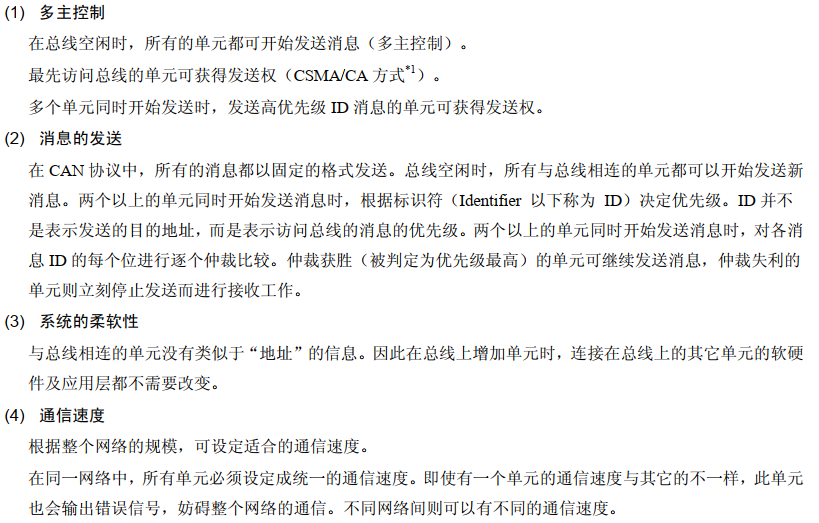 (1) 多主控制
在总线空闲时，所有的单元都可开始发送消息（多主控制）。
最先访问总线的单元可获得发送权（CSMA/CA 方式*1）。
多个单元同时开始发送时，发送高优先级 ID 消息的单元可获得发送权。
(2) 消息的发送
在 CAN 协议中，所有的消息都以固定的格式发送。总线空闲时，所有与总线相连的单元都可以开始发送新
消息。两个以上的单元同时开始发送消息时，根据标识符（Identifier 以下称为 ID）决定优先级。ID 并不
是表示发送的目的地址，而是表示访问总线的消息的优先级。两个以上的单元同时开始发送消息时，对各消
息 ID 的每个位进行逐个仲裁比较。仲裁获胜（被判定为优先级最高）的单元可继续发送消息，仲裁失利的
单元则立刻停止发送而进行接收工作。
(3) 系统的柔软性
与总线相连的单元没有类似于“地址”的信息。因此在总线上增加单元时，连接在总线上的其它单元的软硬
件及应用层都不需要改变。
(4) 通信速度
根据整个网络的规模，可设定适合的通信速度。
在同一网络中，所有单元必须设定成统一的通信速度。即使有一个单元的通信速度与其它的不一样，此单元
也会输出错误信号，妨碍整个网络的通信。不同网络间则可以有不同的通信速度。